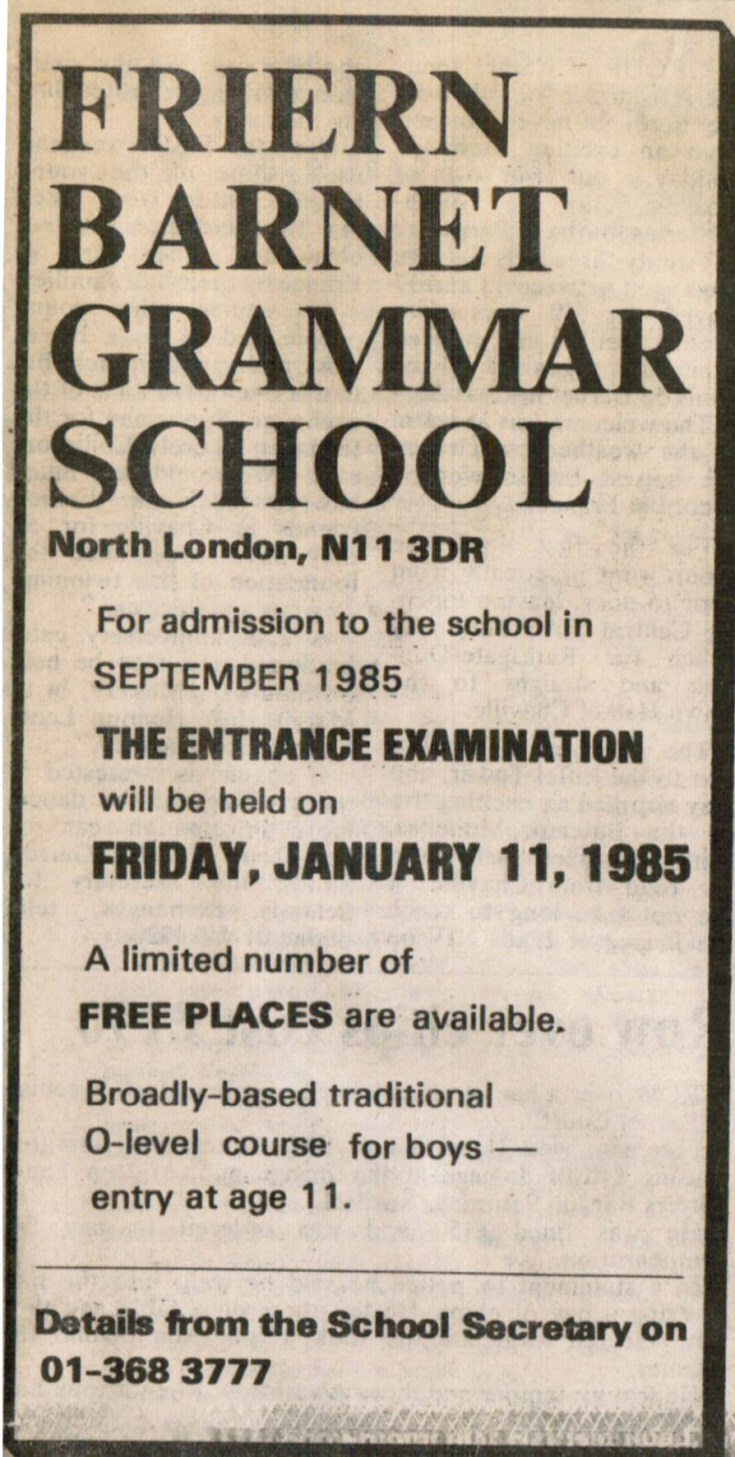 FRIERN
BARNET
GRAMMAR
SCHOOL
North London, N11 3DR
For admission to the school in
SEPTEMBER 1985
THE ENTRANCE EXAMINATION
will be held on
FRIDAY, JANUARY 11, 1985
A limited number of
FREE PLACES are available.
Broadly-based traditional
O-level course for boys —
entry at age 11.
Details from the School Secretary on
01-368 3777